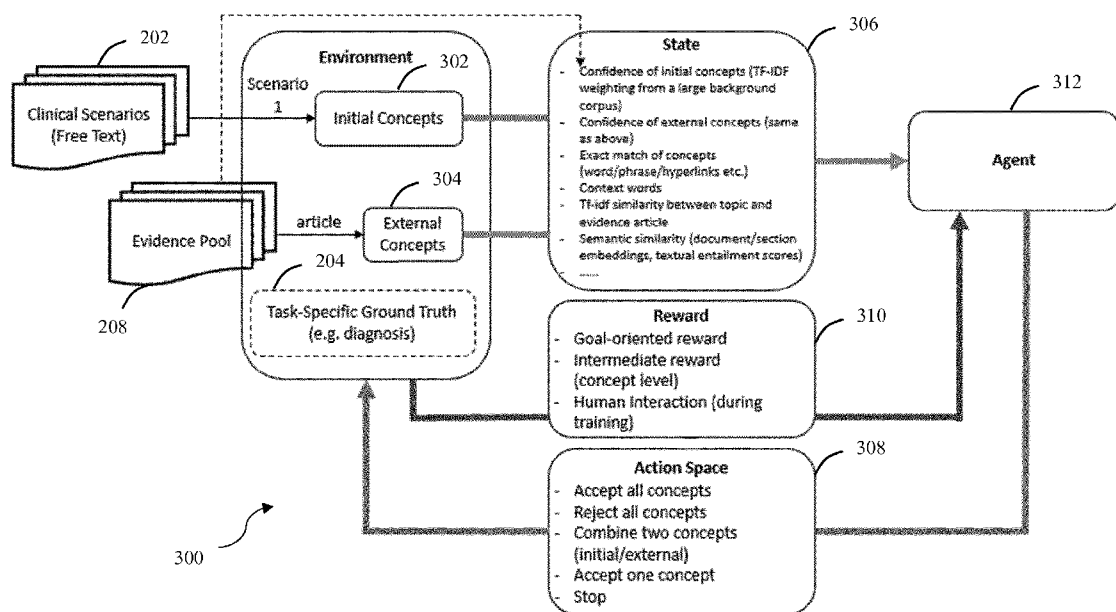 202
Clinical Scenarios
(Free Text)
Evidence Pool
208
Scenario
1
article
Environment
302
Initial Concepts
304
External
Concepts
204
Task-Specific Ground Truth
(e.g. diagnosis)
State
306
- Confidence of initial concepts (TF-IDF
weighting from a large background
corpus)
- Confidence of external concepts (same
as above)
- Exact match of concepts
(word/phrase/hyperlinks etc.)
- Context words
- Tf-idf similarity between topic and
evidence article
- Semantic similarity (document/section
embeddings, textual entailment scores)
- ......
312
Agent
Reward
310
- Goal-oriented reward
- Intermediate reward
(concept level)
- Human Interaction (during
training)
Action Space
308
- Accept all concepts
- Reject all concepts
- Combine two concepts
(initial/external)
- Accept one concept
- Stop
300